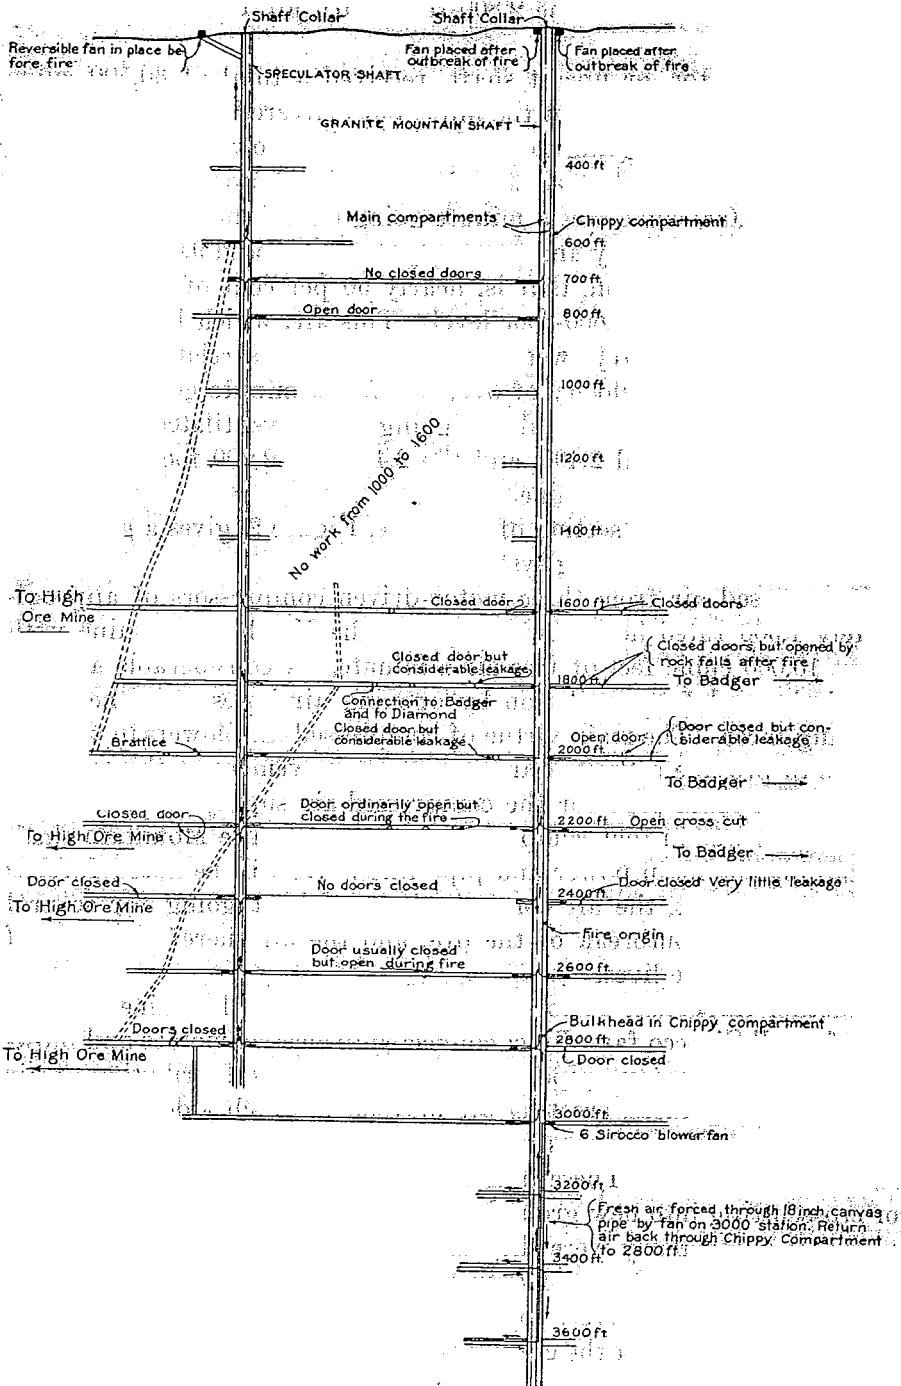 Shaft Collar
Shaft Collar
Reversible fan in place be
fore fire
Fan placed after
outbreak of fire
Fan placed after
outbreak of fire
SPECULATOR SHAFT
GRANITE MOUNTAIN SHAFT
400 ft.
Main compartments
Chippy compartment
600 ft.
No closed doors
700 ft.
Open door
800 ft.
1000 ft.
No work from 1000 to 1600
1200 ft.
1400 ft.
To High
Ore Mine
Closed door
1600 ft.
Closed doors
Closed door but
considerable leakage
1800 ft.
Closed doors, but opened by
rock falls after fire
To Badger
Connection to Badger
and to Diamond
Brattice
Closed door but
considerable leakage
Open door
2000 ft.
Door closed but con-
siderable leakage
To Badger
Closed door
To High Ore Mine
Door ordinarily open but
closed during the fire
2200 ft.
Open cross cut
To Badger
Door closed
To High Ore Mine
No doors closed
2400 ft.
Door closed Very little leakage
Fire origin
Door usually closed
but open during fire
2600 ft.
Bulkhead in Chippy compartment
Doors closed
To High Ore Mine
2800 ft.
Door closed
3000 ft.
6 Sirocco blower fan
3200 ft.
Fresh air forced through 18 inch canvas
pipe by fan on 3000 station. Return
air back through Chippy Compartment
to 2800 ft.
3400 ft.
3600 ft